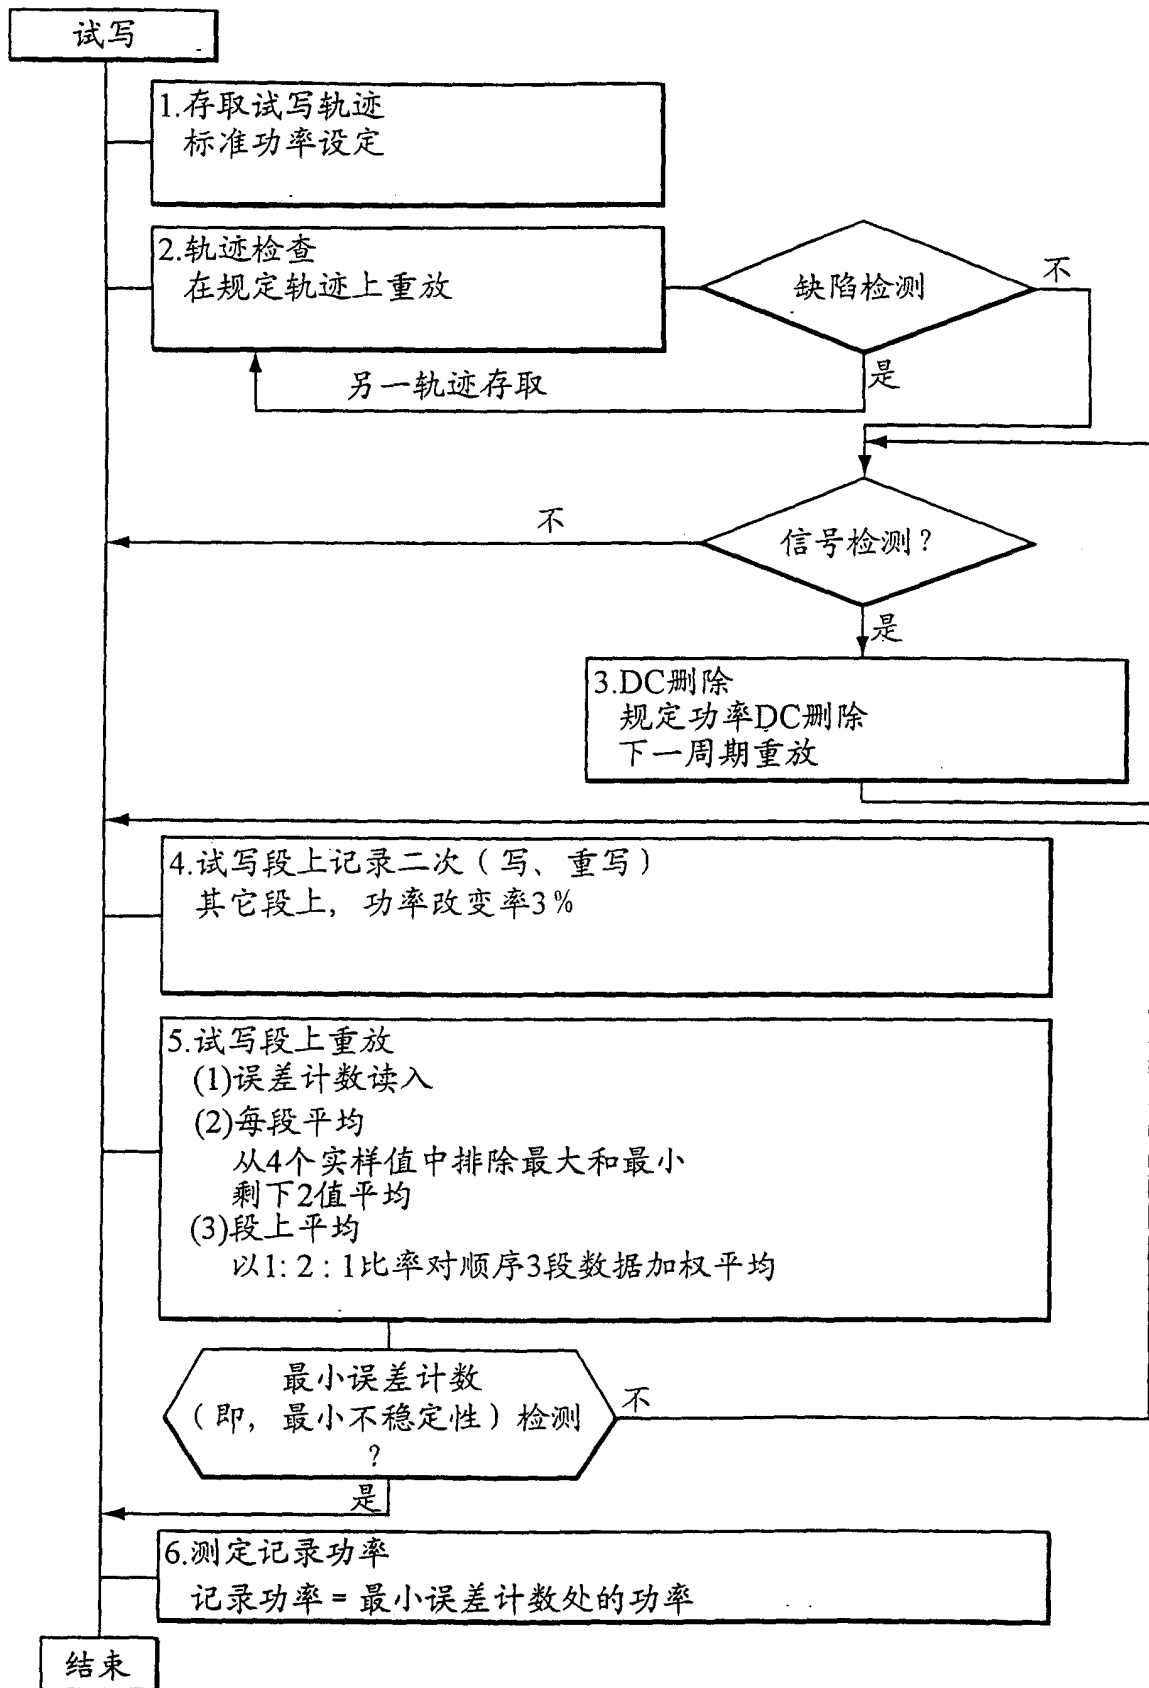 试写
1.存取试写轨迹
标准功率设定
2.轨迹检查
在规定轨迹上重放
缺陷检测
不
是
另一轨迹存取
信号检测?
不
是
3.DC删除
规定功率DC删除
下一周期重放
4.试写段上记录二次（写、重写）
其它段上，功率改变率3%
5.试写段上重放
(1)误差计数读入
(2)每段平均
从4个实样值中排除最大和最小
剩下2值平均
(3)段上平均
以1:2:1比率对顺序3段数据加权平均
最小误差计数
（即，最小不稳定性）检测
?
不
是
6.测定记录功率
记录功率=最小误差计数处的功率
结束